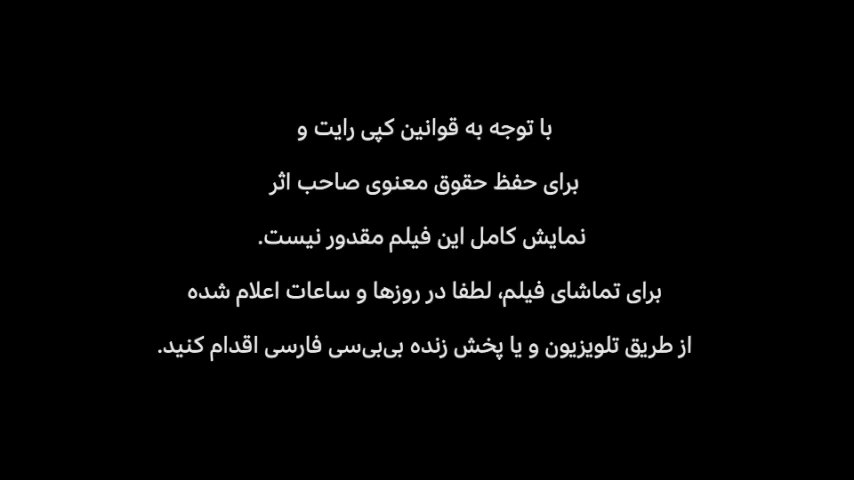 با توجه به قوانین کپی رایت و
برای حفظ حقوق معنوی صاحب اثر
نمایش کامل این فیلم مقدور نیست.
برای تماشای فیلم، لطفا در روزها و ساعات اعلام شده
از طریق تلویزیون و یا پخش زنده بی‌بی‌سی فارسی اقدام کنید.